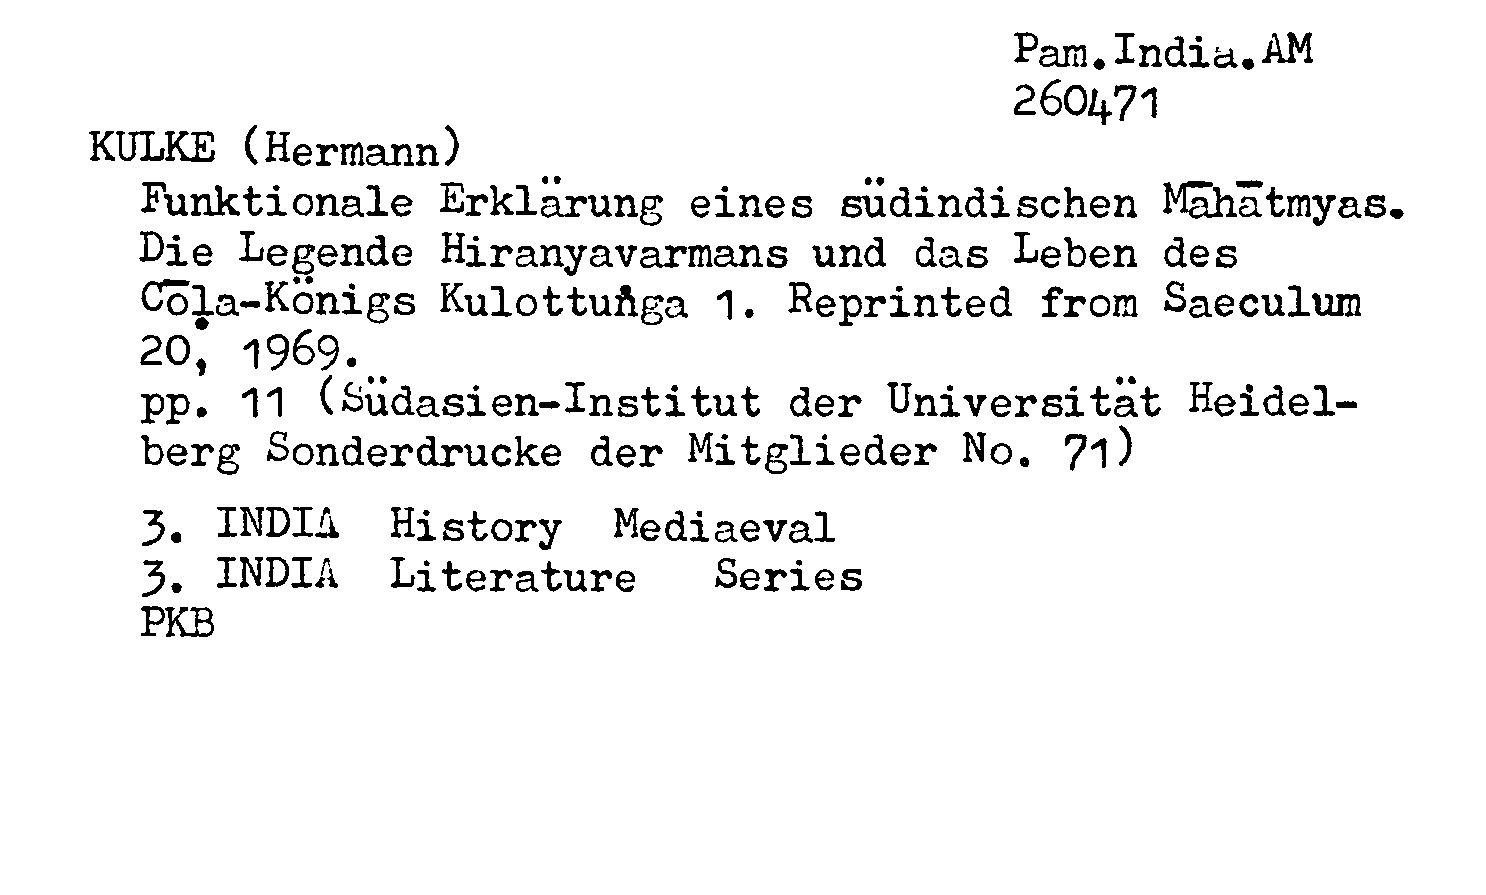 Pam.India.AM
260471
KULKE (Hermann)
Funktionale Erklärung eines südindischen Māhātmyas.
Die Legende Hiranyavarmans und das Leben des
Cōḷa-Königs Kulottuṅga 1. Reprinted from Saeculum
20, 1969.
pp. 11 (Südasien-Institut der Universität Heidel-
berg Sonderdrucke der Mitglieder No. 71)
3. INDIA History Mediaeval
3. INDIA Literature Series
PKB